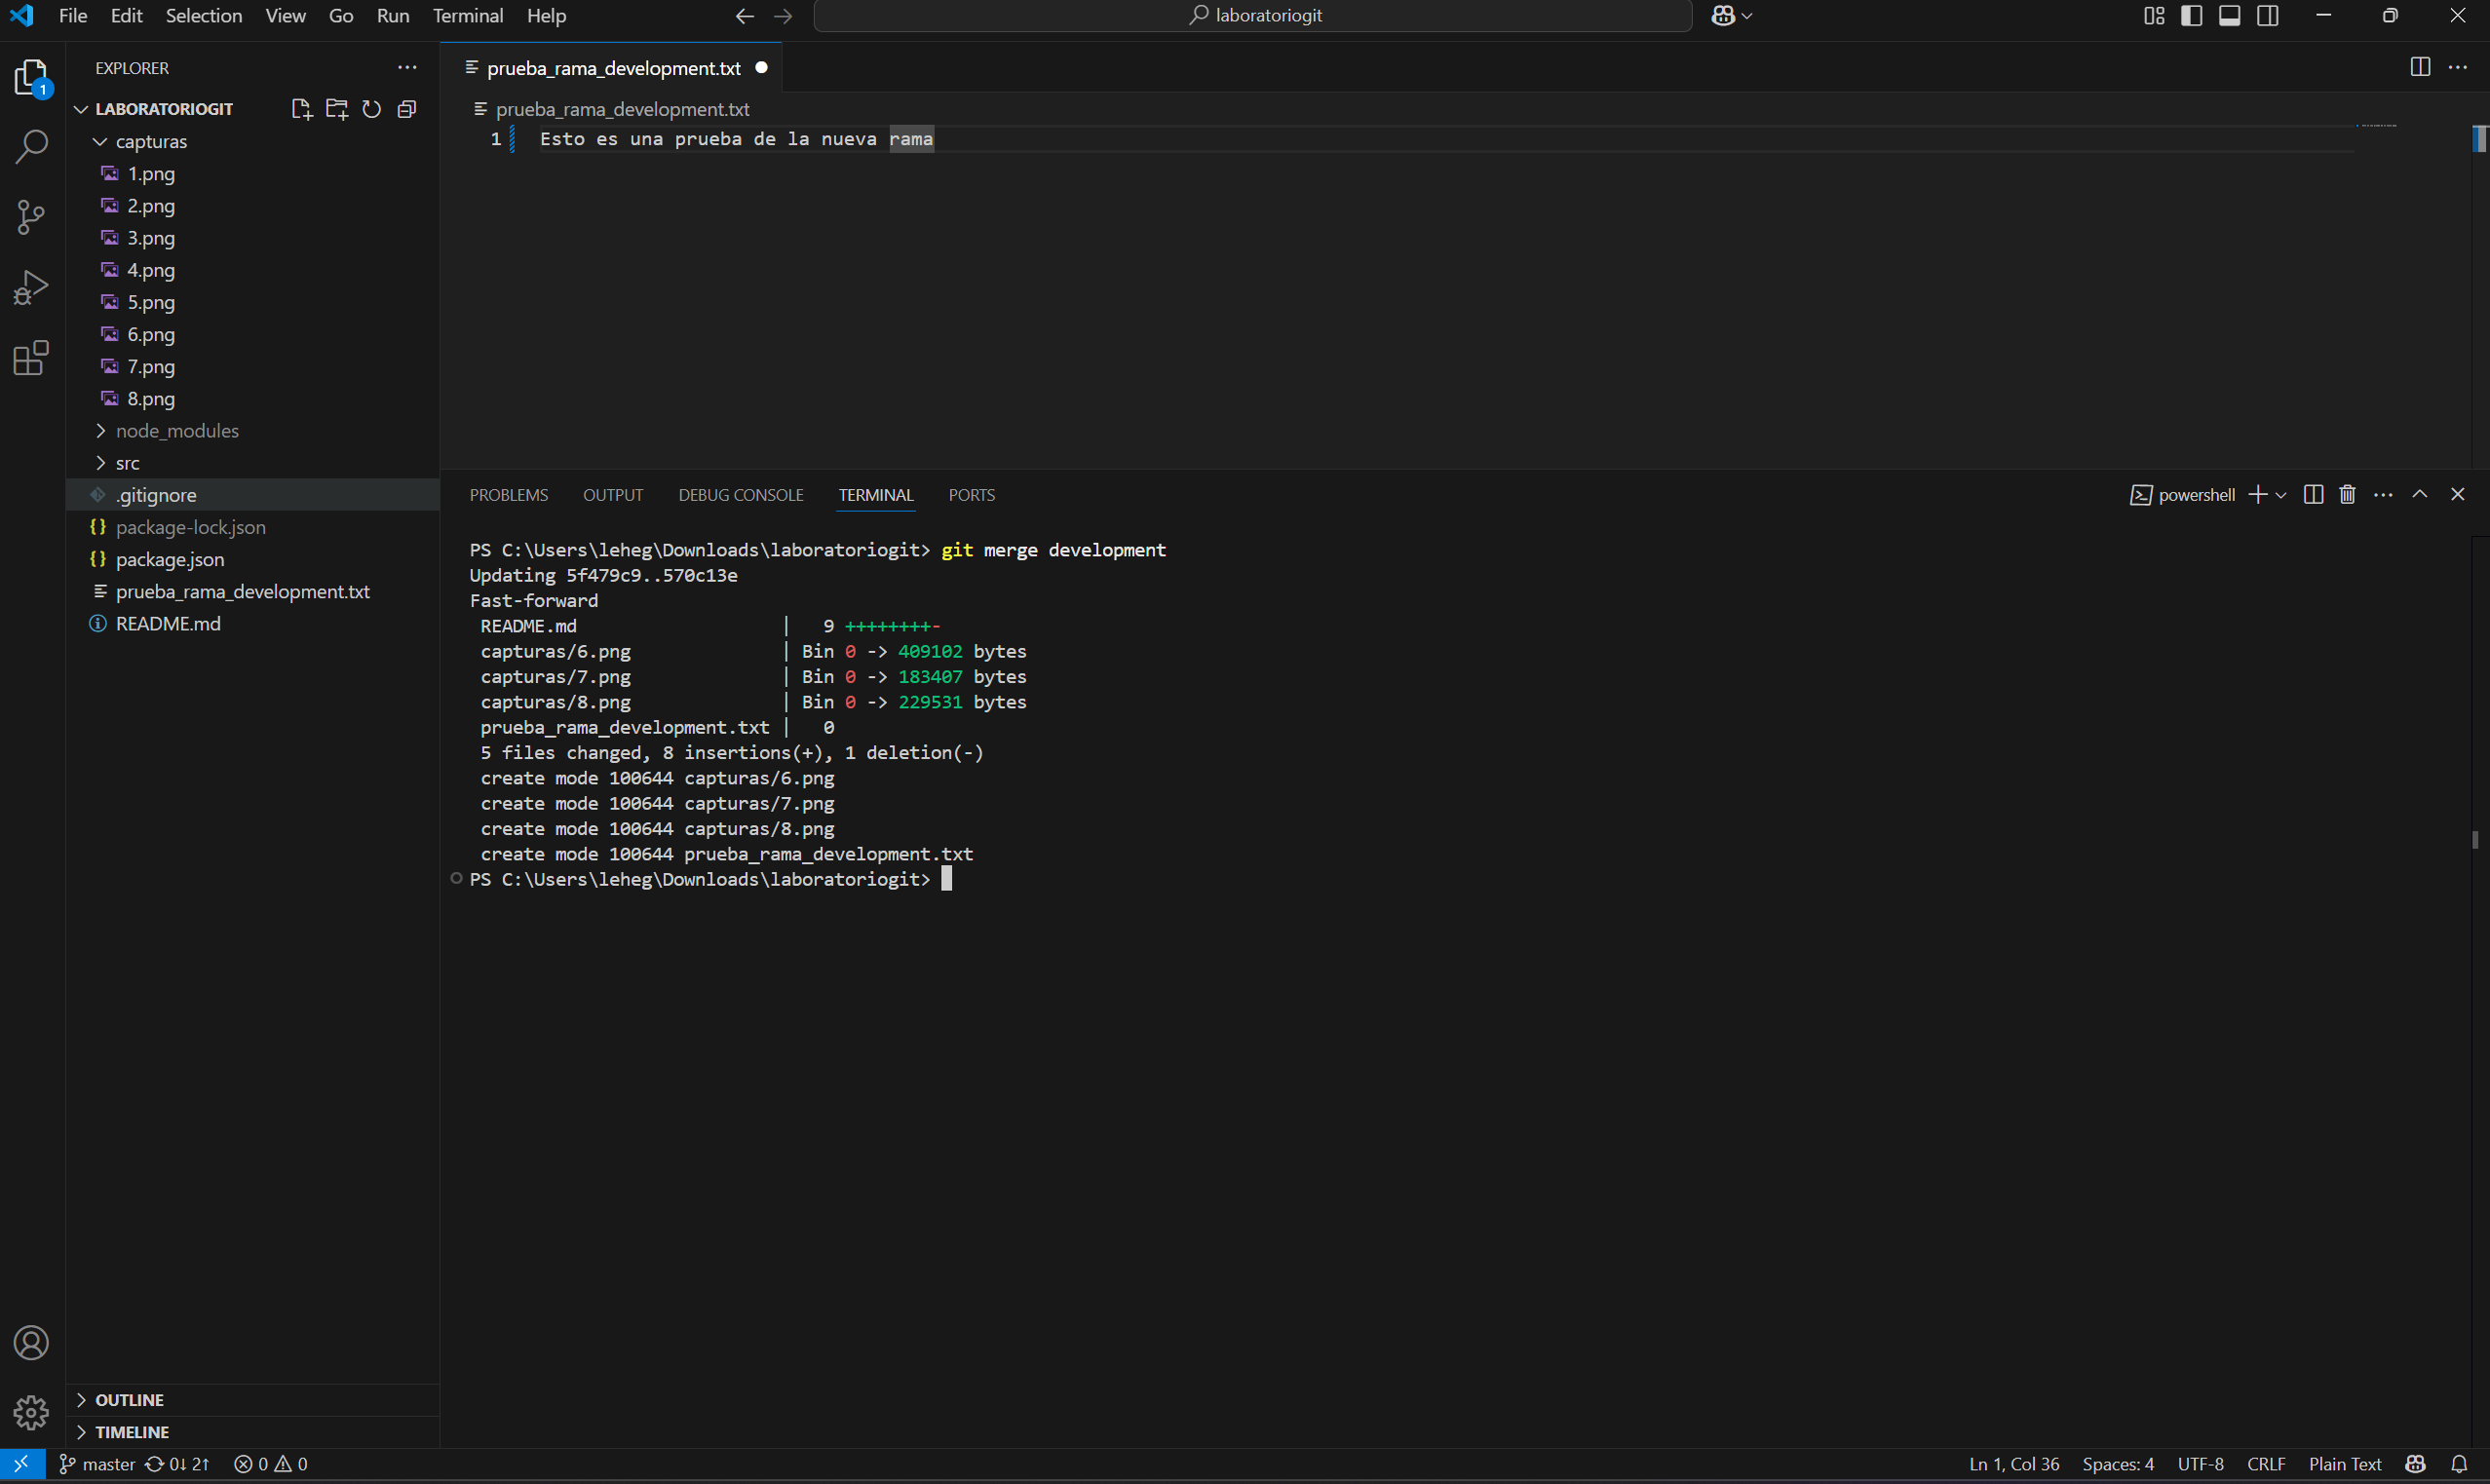 File Edit Selection View Go Run Terminal Help
laboratoriogit
EXPLORER
1
LABORATORIOGIT
capturas
1.png
2.png
3.png
4.png
5.png
6.png
7.png
8.png
node_modules
src
.gitignore
{} package-lock.json
{} package.json
prueba_rama_development.txt
README.md
OUTLINE
TIMELINE
prueba_rama_development.txt
prueba_rama_development.txt
1 Esto es una prueba de la nueva rama
PROBLEMS OUTPUT DEBUG CONSOLE TERMINAL PORTS
powershell
PS C:\Users\leheg\Downloads\laboratoriogit> git merge development
Updating 5f479c9..570c13e
Fast-forward
README.md | 9 ++++++++-
capturas/6.png | Bin 0 -> 409102 bytes
capturas/7.png | Bin 0 -> 183407 bytes
capturas/8.png | Bin 0 -> 229531 bytes
prueba_rama_development.txt | 0
5 files changed, 8 insertions(+), 1 deletion(-)
create mode 100644 capturas/6.png
create mode 100644 capturas/7.png
create mode 100644 capturas/8.png
create mode 100644 prueba_rama_development.txt
PS C:\Users\leheg\Downloads\laboratoriogit>
master 0↓ 2↑ 0 0
Ln 1, Col 36 Spaces: 4 UTF-8 CRLF Plain Text